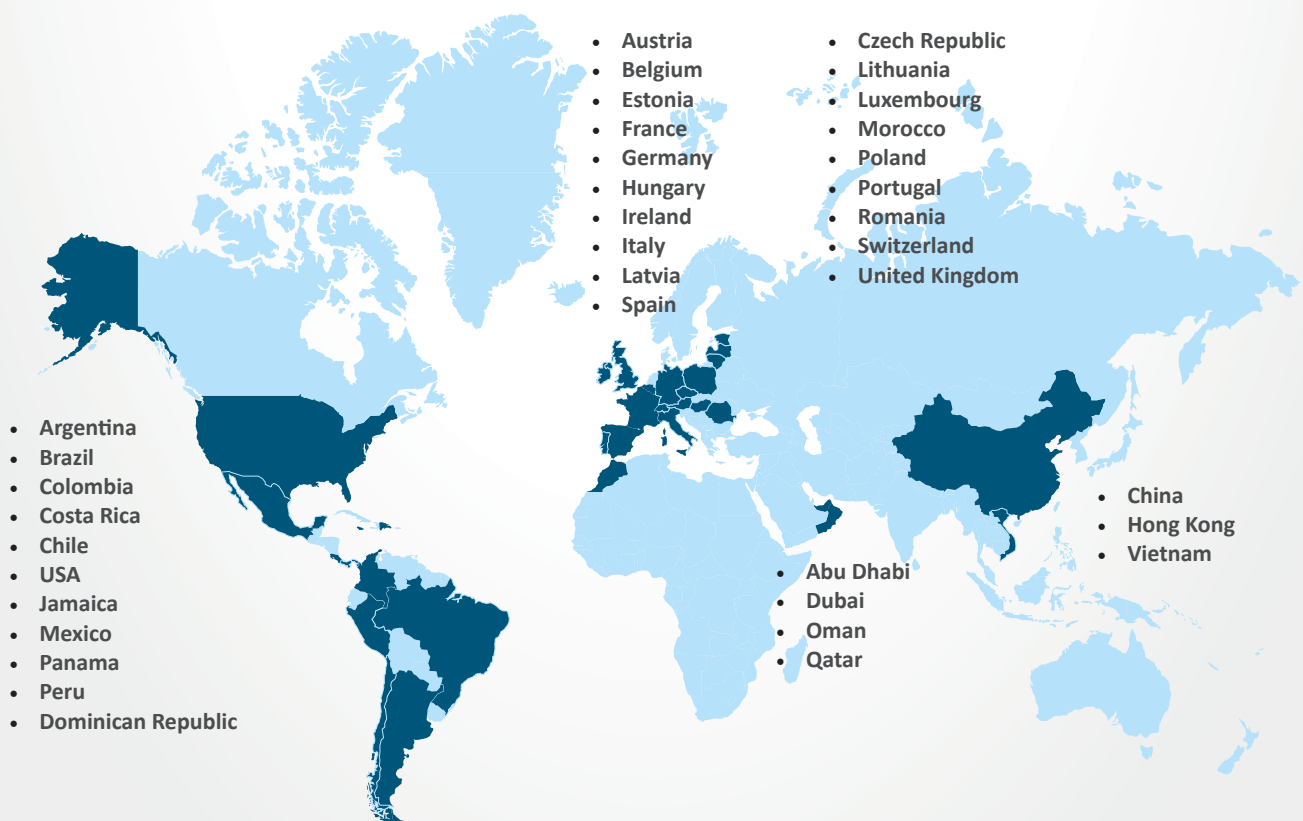 • Austria
• Belgium
• Estonia
• France
• Germany
• Hungary
• Ireland
• Italy
• Latvia
• Spain
• Czech Republic
• Lithuania
• Luxembourg
• Morocco
• Poland
• Portugal
• Romania
• Switzerland
• United Kingdom
• Argentina
• Brazil
• Colombia
• Costa Rica
• Chile
• USA
• Jamaica
• Mexico
• Panama
• Peru
• Dominican Republic
• China
• Hong Kong
• Vietnam
• Abu Dhabi
• Dubai
• Oman
• Qatar